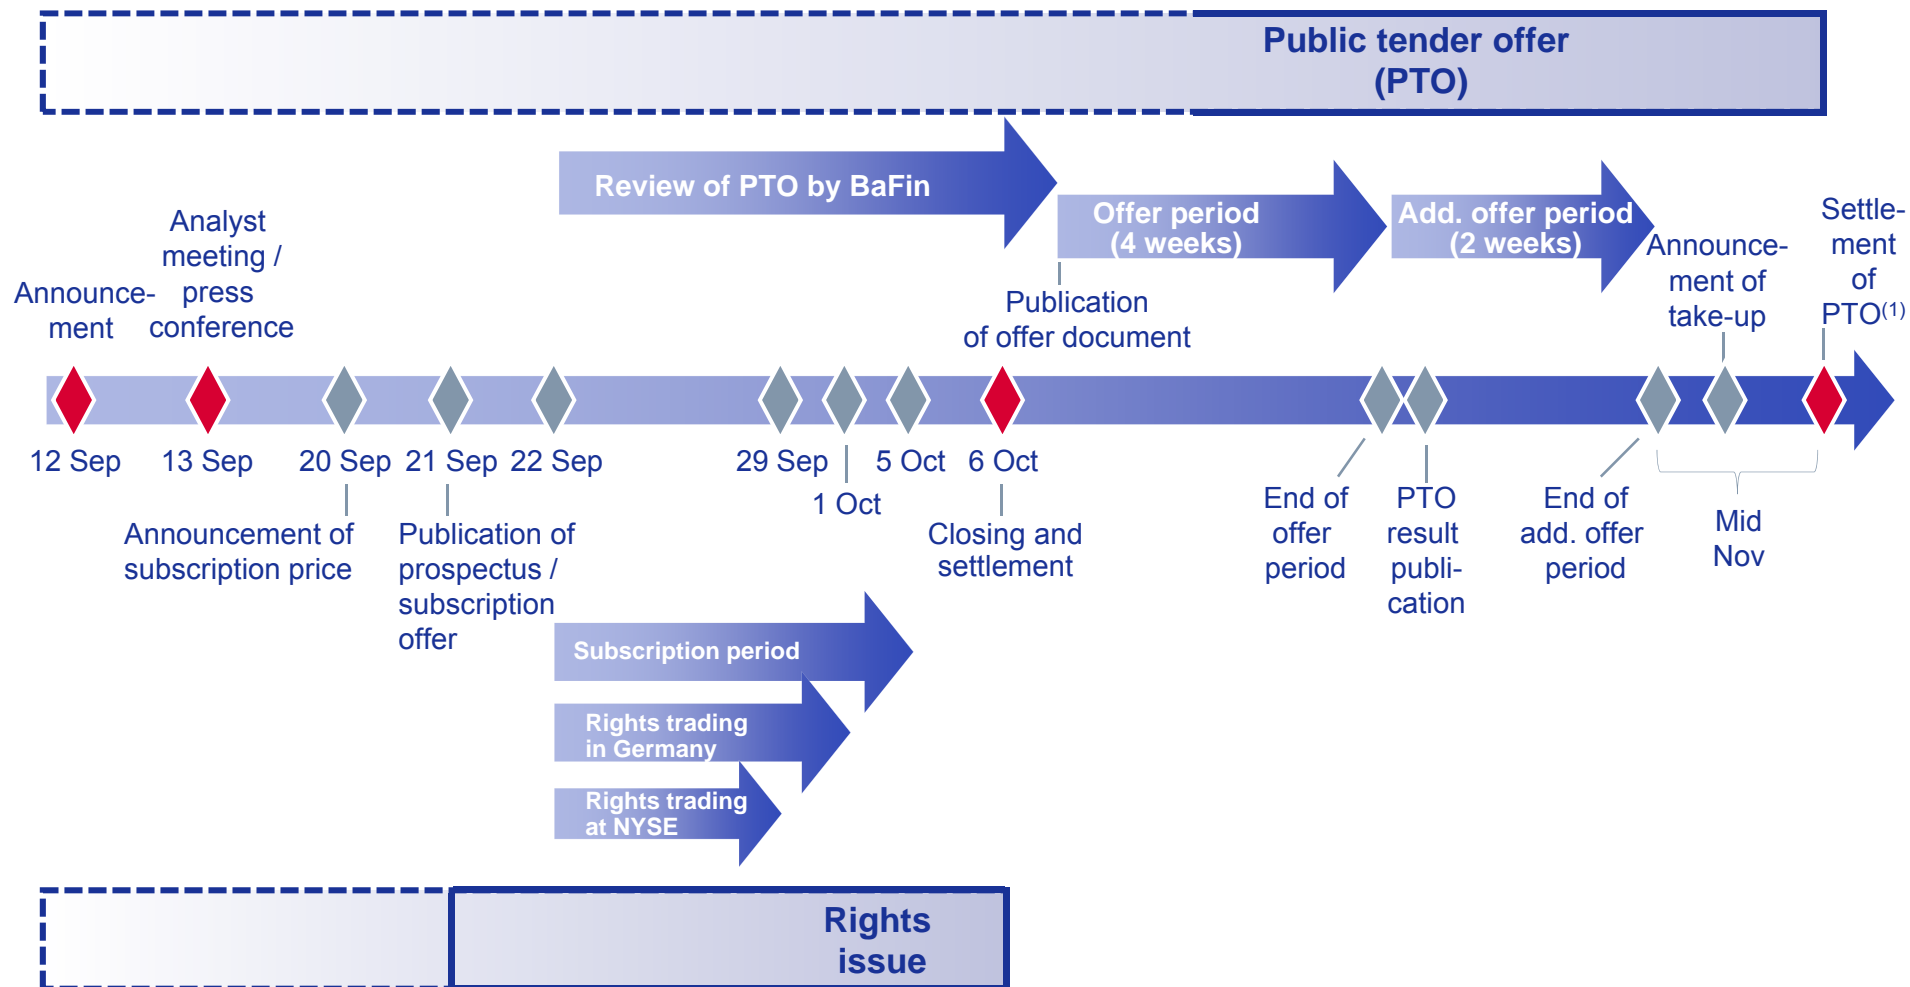 Public tender offer
(PTO)
Review of PTO by BaFin
Offer period
(4 weeks)
Add. offer period
(2 weeks)
Announce-
ment
Analyst
meeting /
press
conference
Publication
of offer document
Announce-
ment of
take-up
Settle-
ment
of
PTO(1)
12 Sep
13 Sep
20 Sep
21 Sep
22 Sep
29 Sep
1 Oct
5 Oct
6 Oct
Announcement of
subscription price
Publication of
prospectus /
subscription
offer
Closing and
settlement
End of
offer
period
PTO
result
publi-
cation
End of
add. offer
period
Mid
Nov
Subscription period
Rights trading
in Germany
Rights trading
at NYSE
Rights
issue